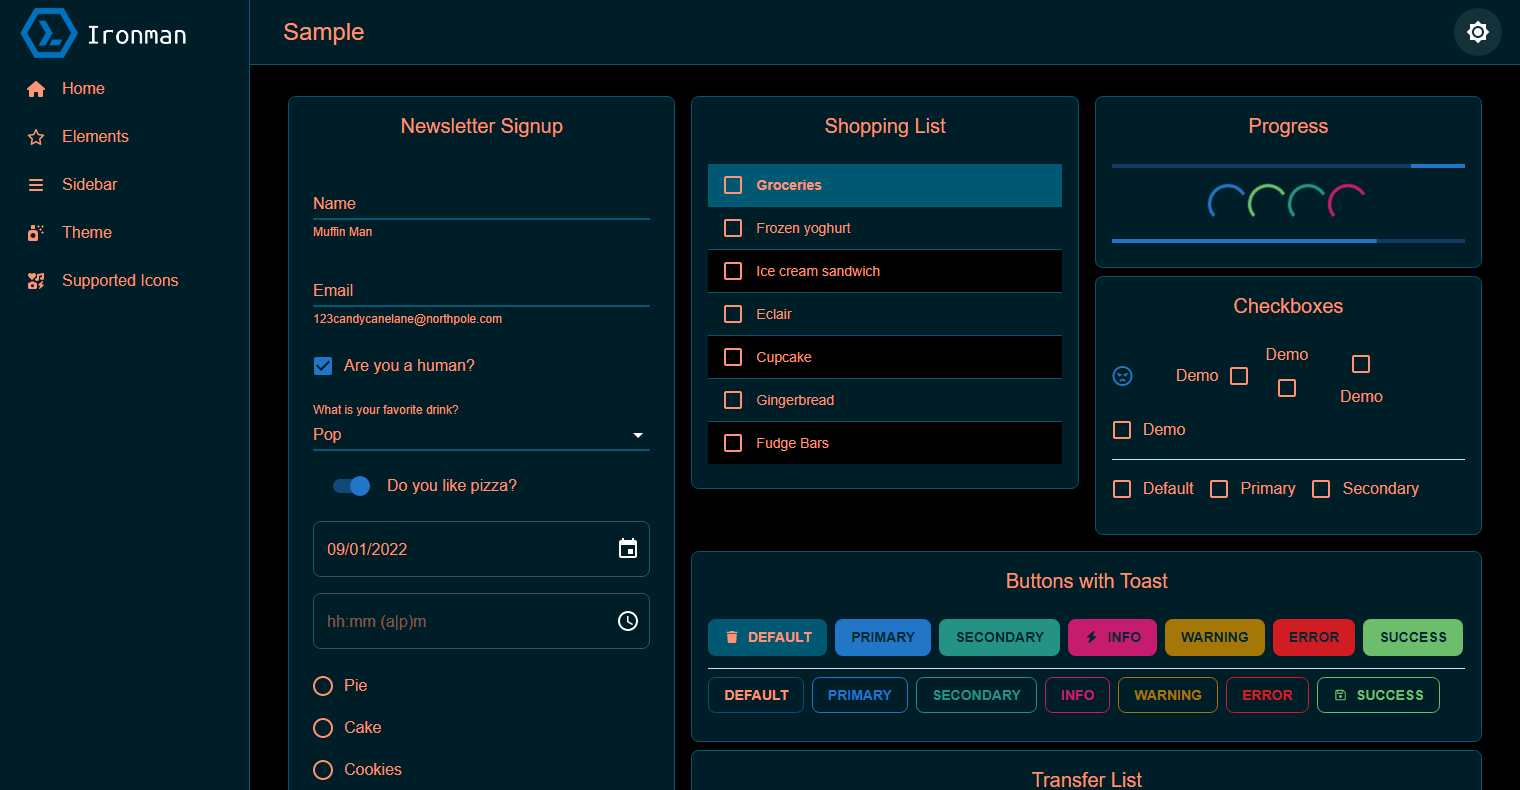 Ironman
Home
Elements
Sidebar
Theme
Supported Icons
Sample
Newsletter Signup
Name
Muffin Man
Email
123candycanelane@northpole.com
Are you a human?
What is your favorite drink?
Pop
Do you like pizza?
09/01/2022
hh:mm (a|p)m
Pie
Cake
Cookies
Shopping List
Groceries
Frozen yoghurt
Ice cream sandwich
Eclair
Cupcake
Gingerbread
Fudge Bars
Progress
Checkboxes
Demo
Demo
Demo
Demo
Default Primary Secondary
Buttons with Toast
DEFAULT PRIMARY SECONDARY INFO WARNING ERROR SUCCESS
DEFAULT PRIMARY SECONDARY INFO WARNING ERROR SUCCESS
Transfer List